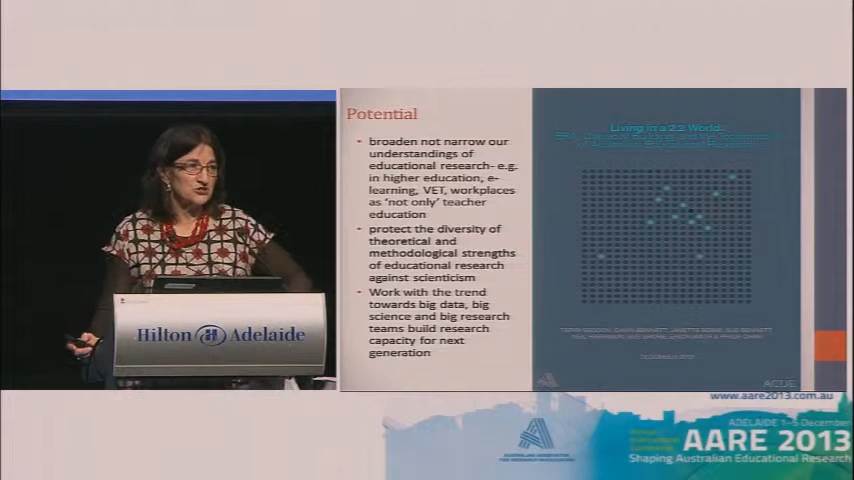 Potential
• broaden not narrow our
understandings of
educational research- e.g.
in higher education, e-
learning, VET, workplaces
as ‘not only’ teacher
education
• protect the diversity of
theoretical and
methodological strengths
of educational research
against scienticism
• Work with the trend
towards big data, big
science and big research
teams build research
capacity for next
generation
Living in a 2.2 World:
ACDE
Hilton H Adelaide
www.aare2013.com.au
ADELAIDE 1-5 December
AARE 2013
Shaping Australian Educational Research